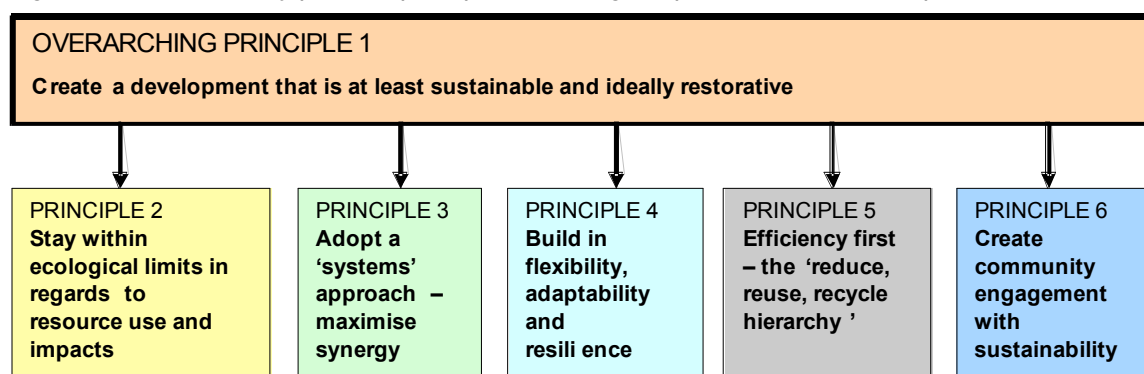 OVERARCHING PRINCIPLE 1
Create a development that is at least sustainable and ideally restorative
PRINCIPLE 2
Stay within
ecological limits in
regards to
resource use and
impacts
PRINCIPLE 3
Adopt a
‘systems’
approach –
maximise
synergy
PRINCIPLE 4
Build in
flexibility,
adaptability
and
resili ence
PRINCIPLE 5
Efficiency first
– the ‘reduce,
reuse, recycle
hierarchy ’
PRINCIPLE 6
Create
community
engagement
with
sustainability